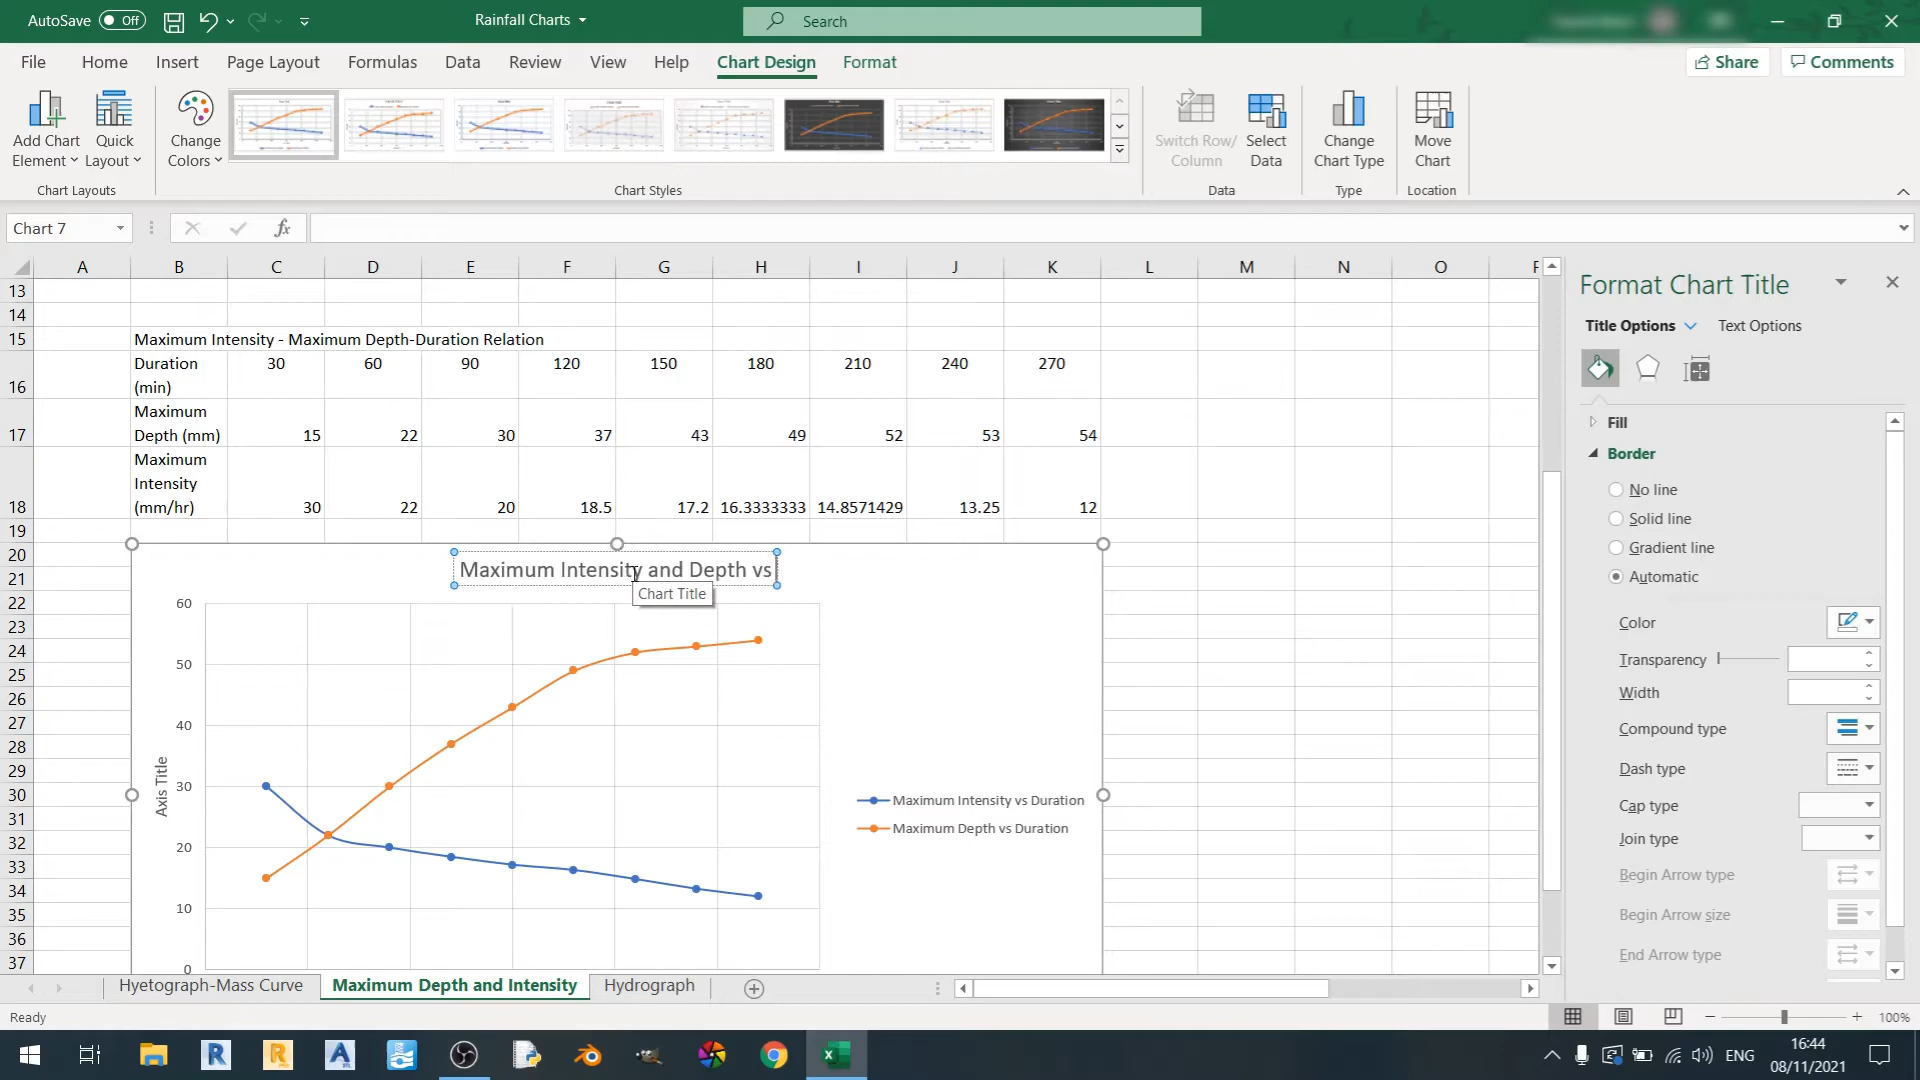 AutoSave Off
Rainfall Charts
Search
File Home Insert Page Layout Formulas Data Review View Help Chart Design Format
Share Comments
Add Chart Element
Quick Layout
Change Colors
Switch Row/ Column
Select Data
Change Chart Type
Move Chart
Chart Layouts
Chart Styles
Data
Type
Location
Chart 7
fx
A B C D E F G H I J K L M N O
13
14
15 Maximum Intensity - Maximum Depth-Duration Relation
16 Duration (min) 30 60 90 120 150 180 210 240 270
17 Maximum Depth (mm) 15 22 30 37 43 49 52 53 54
18 Maximum Intensity (mm/hr) 30 22 20 18.5 17.2 16.3333333 14.8571429 13.25 12
19
20
21
22
23
24
25
26
27
28
29
30
31
32
33
34
35
36
37
Maximum Intensity and Depth vs
Chart Title
60
50
40
30
20
10
0
Axis Title
Maximum Intensity vs Duration
Maximum Depth vs Duration
Format Chart Title
Title Options Text Options
Fill
Border
No line
Solid line
Gradient line
Automatic
Color
Transparency
Width
Compound type
Dash type
Cap type
Join type
Begin Arrow type
Begin Arrow size
End Arrow type
Hyetograph-Mass Curve Maximum Depth and Intensity Hydrograph
Ready
100%
ENG
16:44
08/11/2021